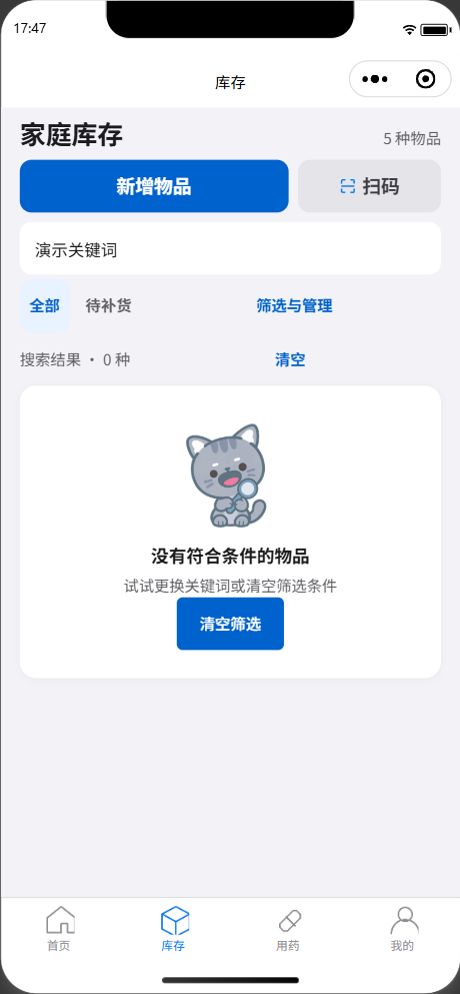 17:47
库存
家庭库存
5 种物品
新增物品
扫码
演示关键词
全部 待补货 筛选与管理
搜索结果 · 0 种 清空
没有符合条件的物品
试试更换关键词或清空筛选条件
清空筛选
首页 库存 用药 我的